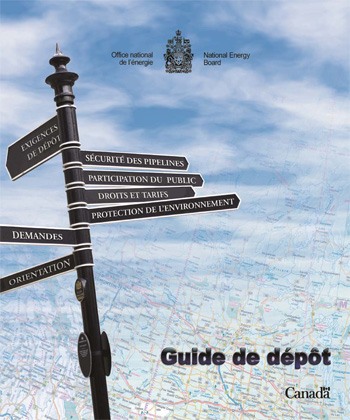 Office national
de l'énergie
National Energy
Board
EXIGENCES
DE DÉPÔT
SÉCURITÉ DES PIPELINES
PARTICIPATION DU PUBLIC
DROITS ET TARIFS
PROTECTION DE L'ENVIRONNEMENT
DEMANDES
ORIENTATION
Guide de dépôt
Canada